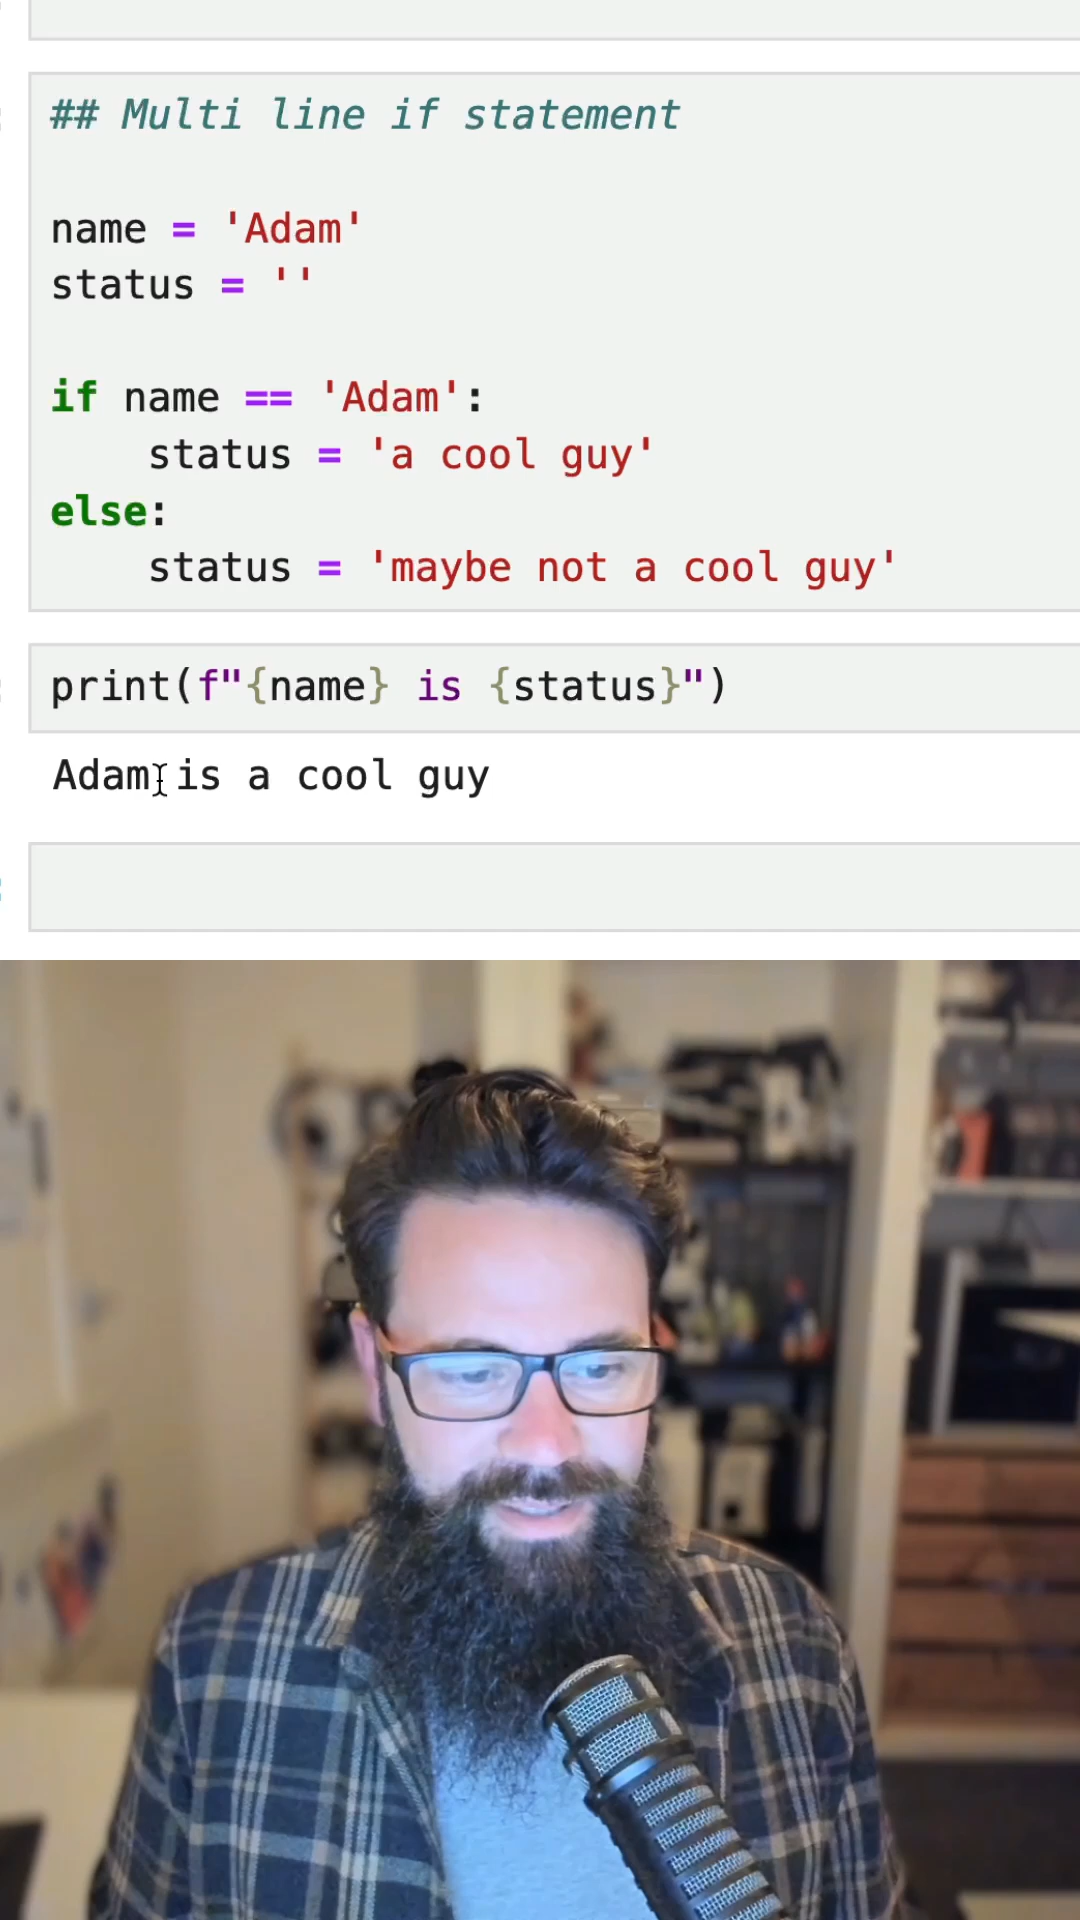 ## Multi line if statement
name = 'Adam'
status = ''
if name == 'Adam':
    status = 'a cool guy'
else:
    status = 'maybe not a cool guy'
print(f"{name} is {status}")
Adam is a cool guy